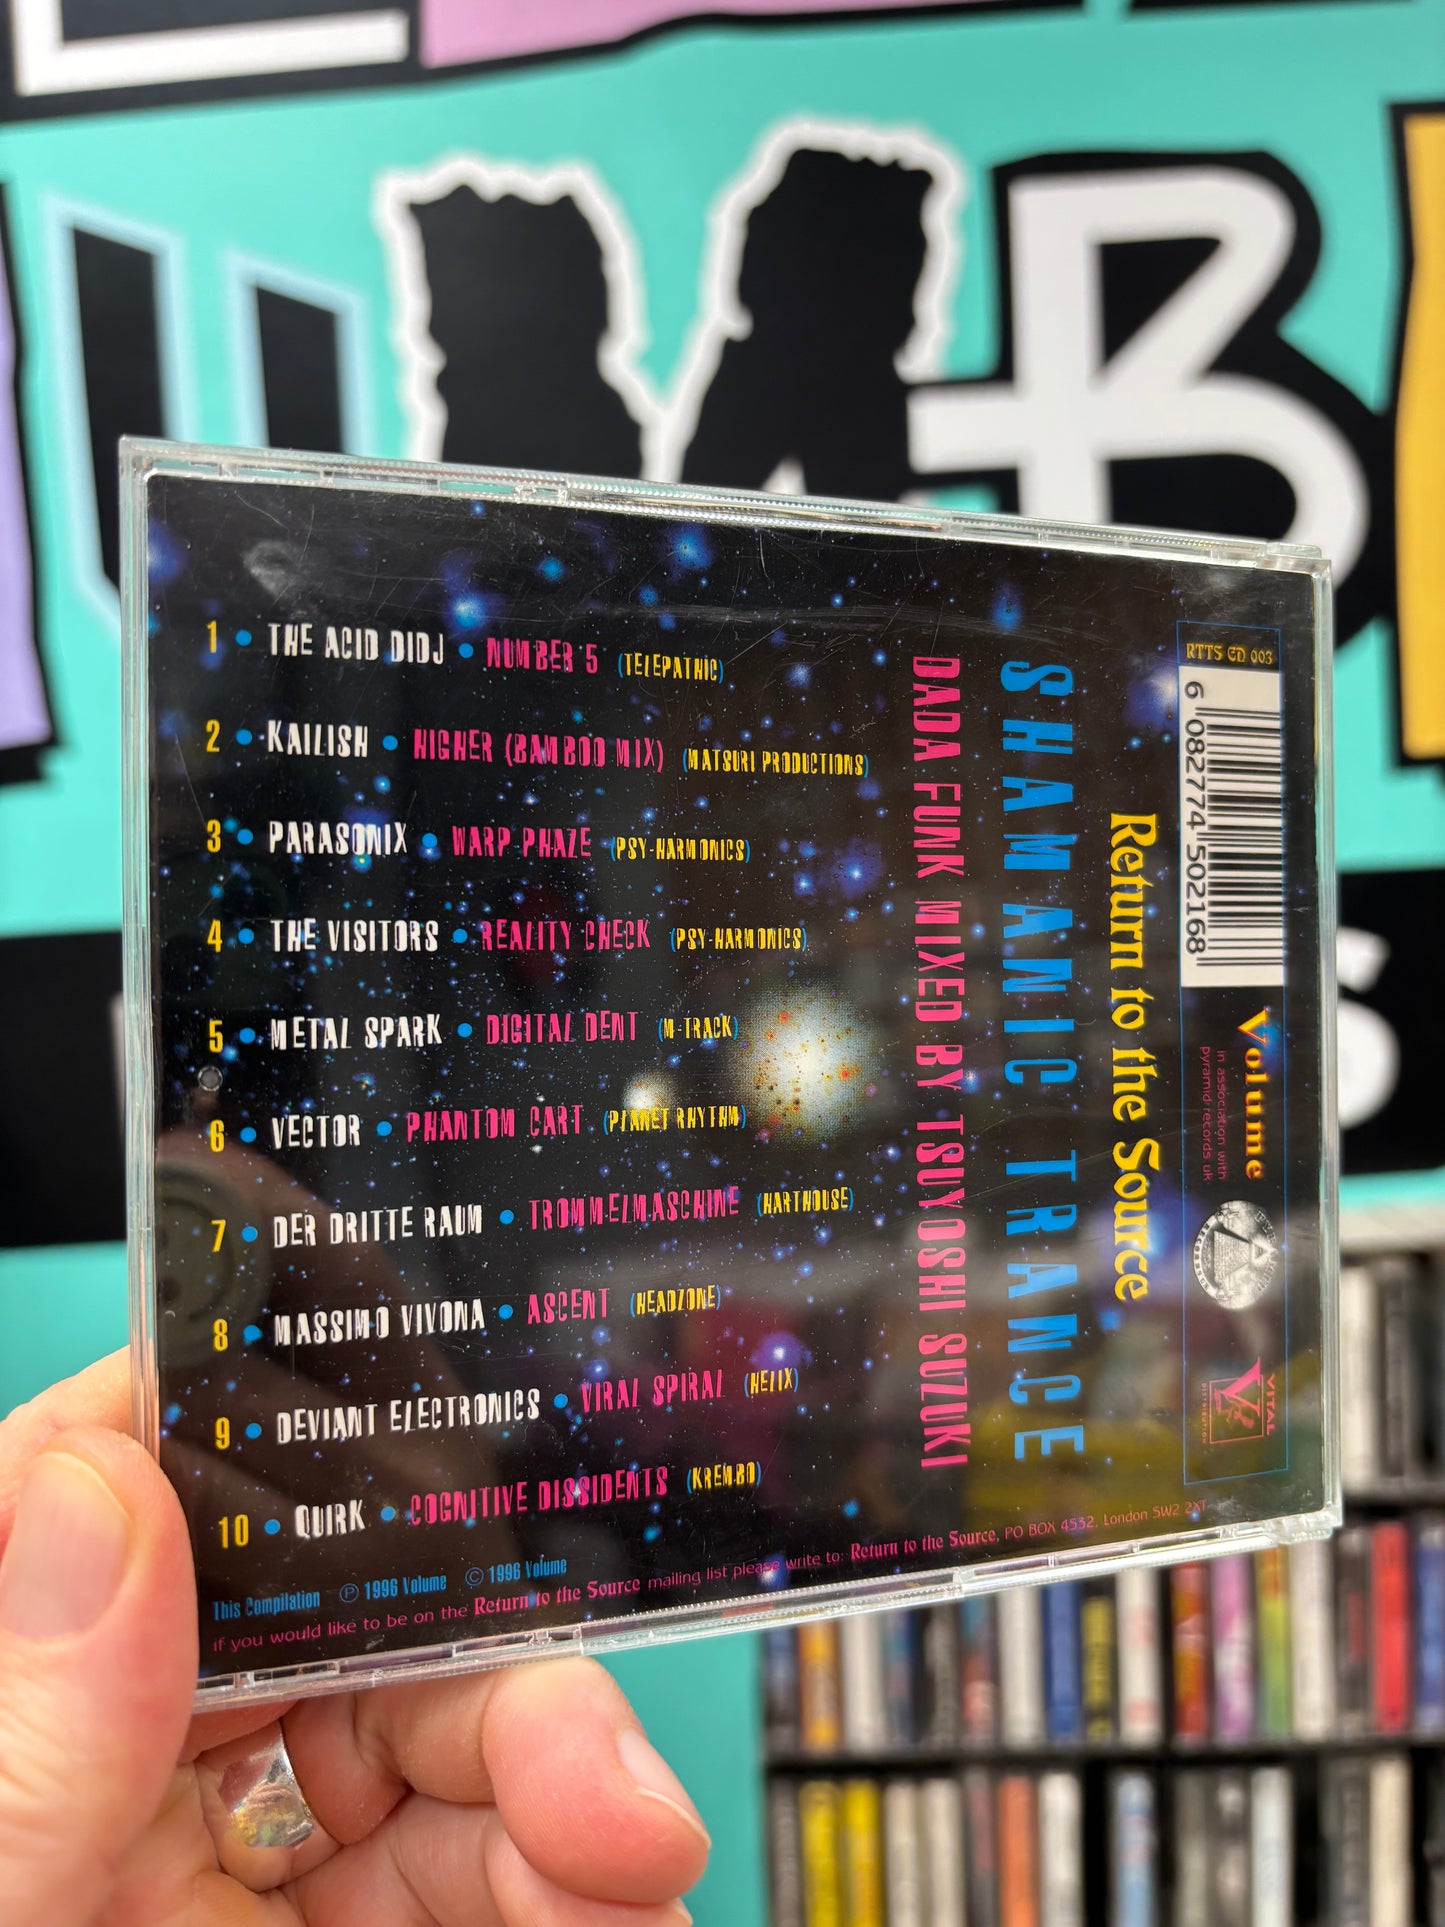 1 • THE ACID DIDJ • NUMBER 5 (TELEPATHIC)
2 • KAILISH • HIGHER (BAMBOO MIX) (MATSURI PRODUCTIONS)
3 • PARASONIX • WARP PHAZE (PSY-HARMONICS)
4 • THE VISITORS • REALITY CHECK (PSY-HARMONICS)
5 • METAL SPARK • DIGITAL DENT (M-TRACK)
6 • VECTOR • PHANTOM CART (PLANET RHYTHM)
7 • DER DRITTE RAUM • TROMMELMASCHINE (HARTHOUSE)
8 • MASSIMO VIVONA • ASCENT (HEADZONE)
9 • DEVIANT ELECTRONICS • VIRAL SPIRAL (HELIX)
10 • QUIRK • COGNITIVE DISSIDENTS (KREMBO)
This Compilation ℗ 1996 Volume © 1996 Volume
if you would like to be on the Return to the Source mailing list please write to: Return to the Source, PO BOX 4532, London SW2 2XT
Return to the Source
SHAMANIC TRANCE
DADA FUNK MIXED BY TSUYOSHI SUZUKI
RTTS CD 003
6 08277450216 8
Volume
in association with
pyramid records uk
VITAL
DISTRIBUTION